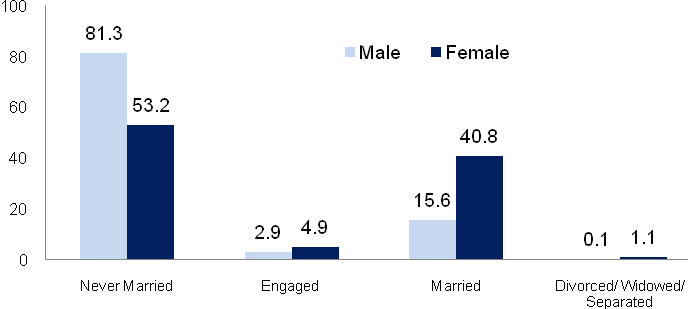 100
80
60
40
20
0
Male Female
81.3 53.2
2.9 4.9
15.6 40.8
0.1 1.1
Never Married
Engaged
Married
Divorced/ Widowed/
Separated